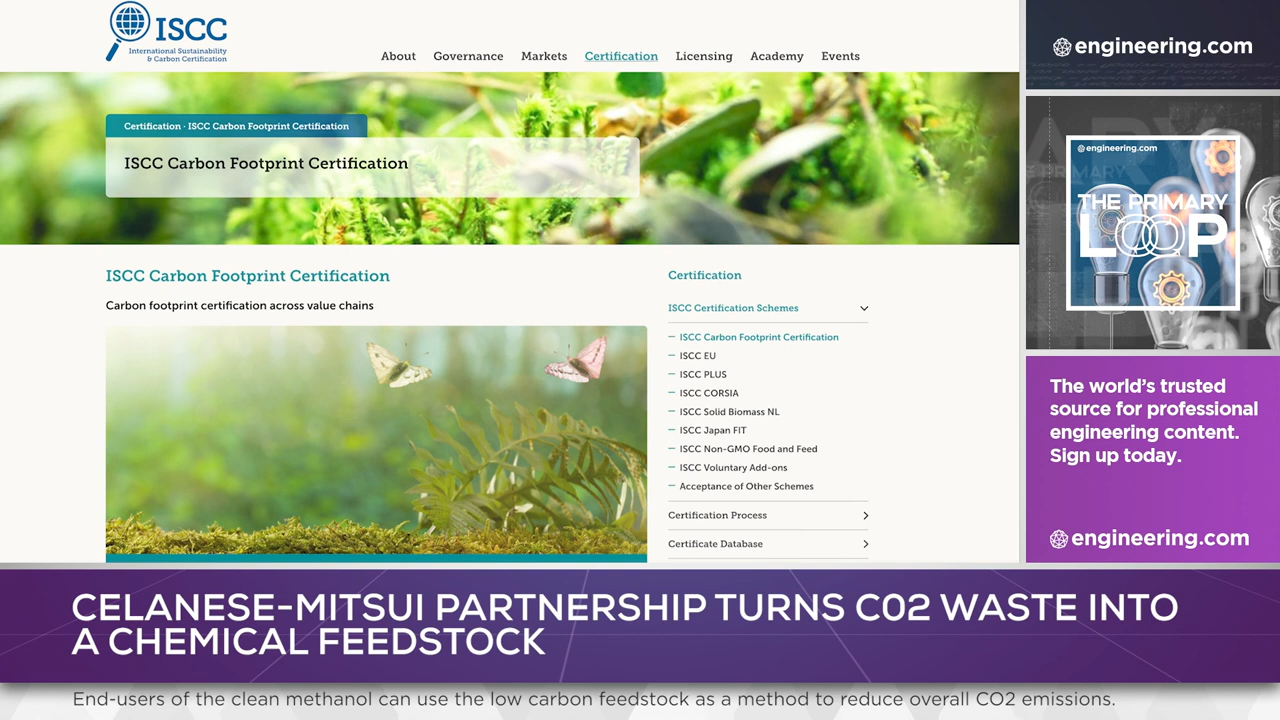 ISCC
International Sustainability
& Carbon Certification
About Governance Markets Certification Licensing Academy Events
Certification · ISCC Carbon Footprint Certification
ISCC Carbon Footprint Certification
ISCC Carbon Footprint Certification
Carbon footprint certification across value chains
Certification
ISCC Certification Schemes
ISCC Carbon Footprint Certification
ISCC EU
ISCC PLUS
ISCC CORSIA
ISCC Solid Biomass NL
ISCC Japan FIT
ISCC Non-GMO Food and Feed
ISCC Voluntary Add-ons
Acceptance of Other Schemes
Certification Process
Certificate Database
engineering.com
engineering.com
THE PRIMARY
LOOP
The world's trusted
source for professional
engineering content.
Sign up today.
engineering.com
CELANESE-MITSUI PARTNERSHIP TURNS C02 WASTE INTO
A CHEMICAL FEEDSTOCK
End-users of the clean methanol can use the low carbon feedstock as a method to reduce overall CO2 emissions.